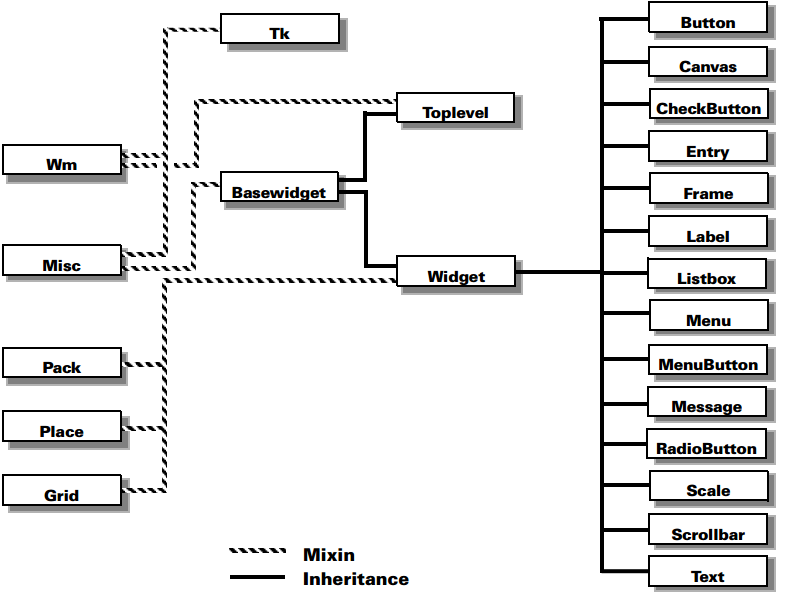 Tk
Toplevel
Wm
Basewidget
Misc
Widget
Pack
Place
Grid
Button
Canvas
CheckButton
Entry
Frame
Label
Listbox
Menu
MenuButton
Message
RadioButton
Scale
Scrollbar
Text
Mixin
Inheritance